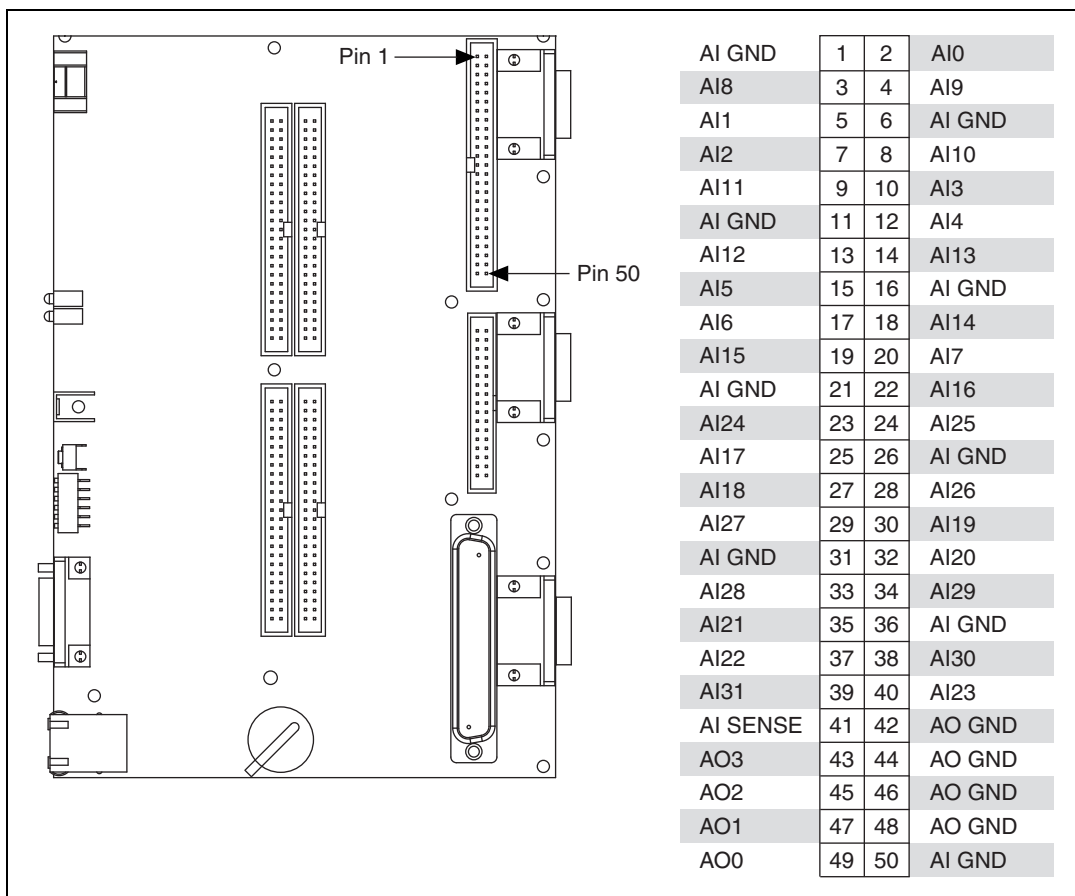 Pin 1
Pin 50
AI GND 1 2 AI0
AI8 3 4 AI9
AI1 5 6 AI GND
AI2 7 8 AI10
AI11 9 10 AI3
AI GND 11 12 AI4
AI12 13 14 AI13
AI5 15 16 AI GND
AI6 17 18 AI14
AI15 19 20 AI7
AI GND 21 22 AI16
AI24 23 24 AI25
AI17 25 26 AI GND
AI18 27 28 AI26
AI27 29 30 AI19
AI GND 31 32 AI20
AI28 33 34 AI29
AI21 35 36 AI GND
AI22 37 38 AI30
AI31 39 40 AI23
AI SENSE 41 42 AO GND
AO3 43 44 AO GND
AO2 45 46 AO GND
AO1 47 48 AO GND
AO0 49 50 AI GND